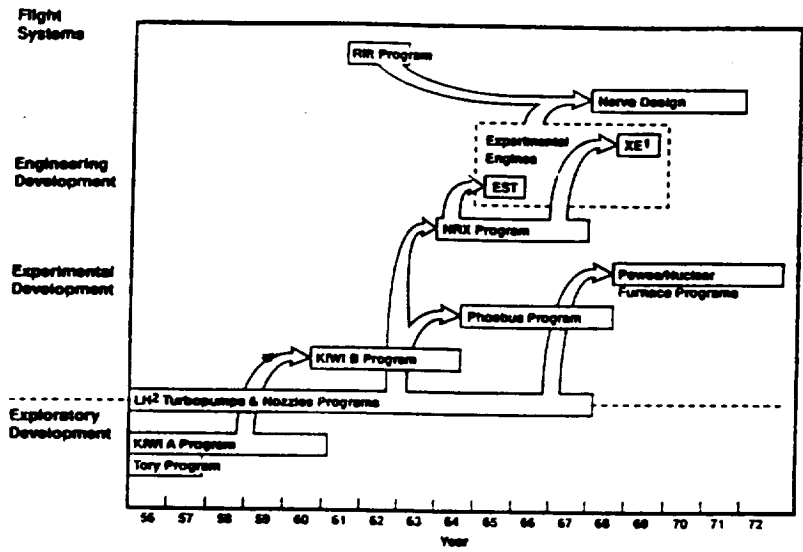 Flight
Systems
RIR Program
Nerva Design
Experimental
Engines
XE¹
Engineering
Development
EST
NRX Program
Experimental
Development
Pewee/Nuclear
Furnace Programs
Phoebus Program
KIWI B Program
LH² Turbopumps & Nozzles Programs
Exploratory
Development
KIWI A Program
Tory Program
56 57 58 59 60 61 62 63 64 65 66 67 68 69 70 71 72
Year